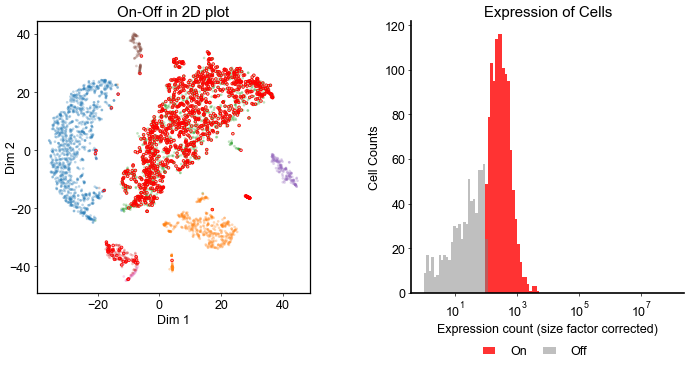 On-Off in 2D plot
40
20
0
−20
−40
−20
0
20
40
Dim 2
Dim 1
Expression of Cells
120
100
80
60
40
20
0
10^1
10^3
10^5
10^7
Cell Counts
Expression count (size factor corrected)
On Off